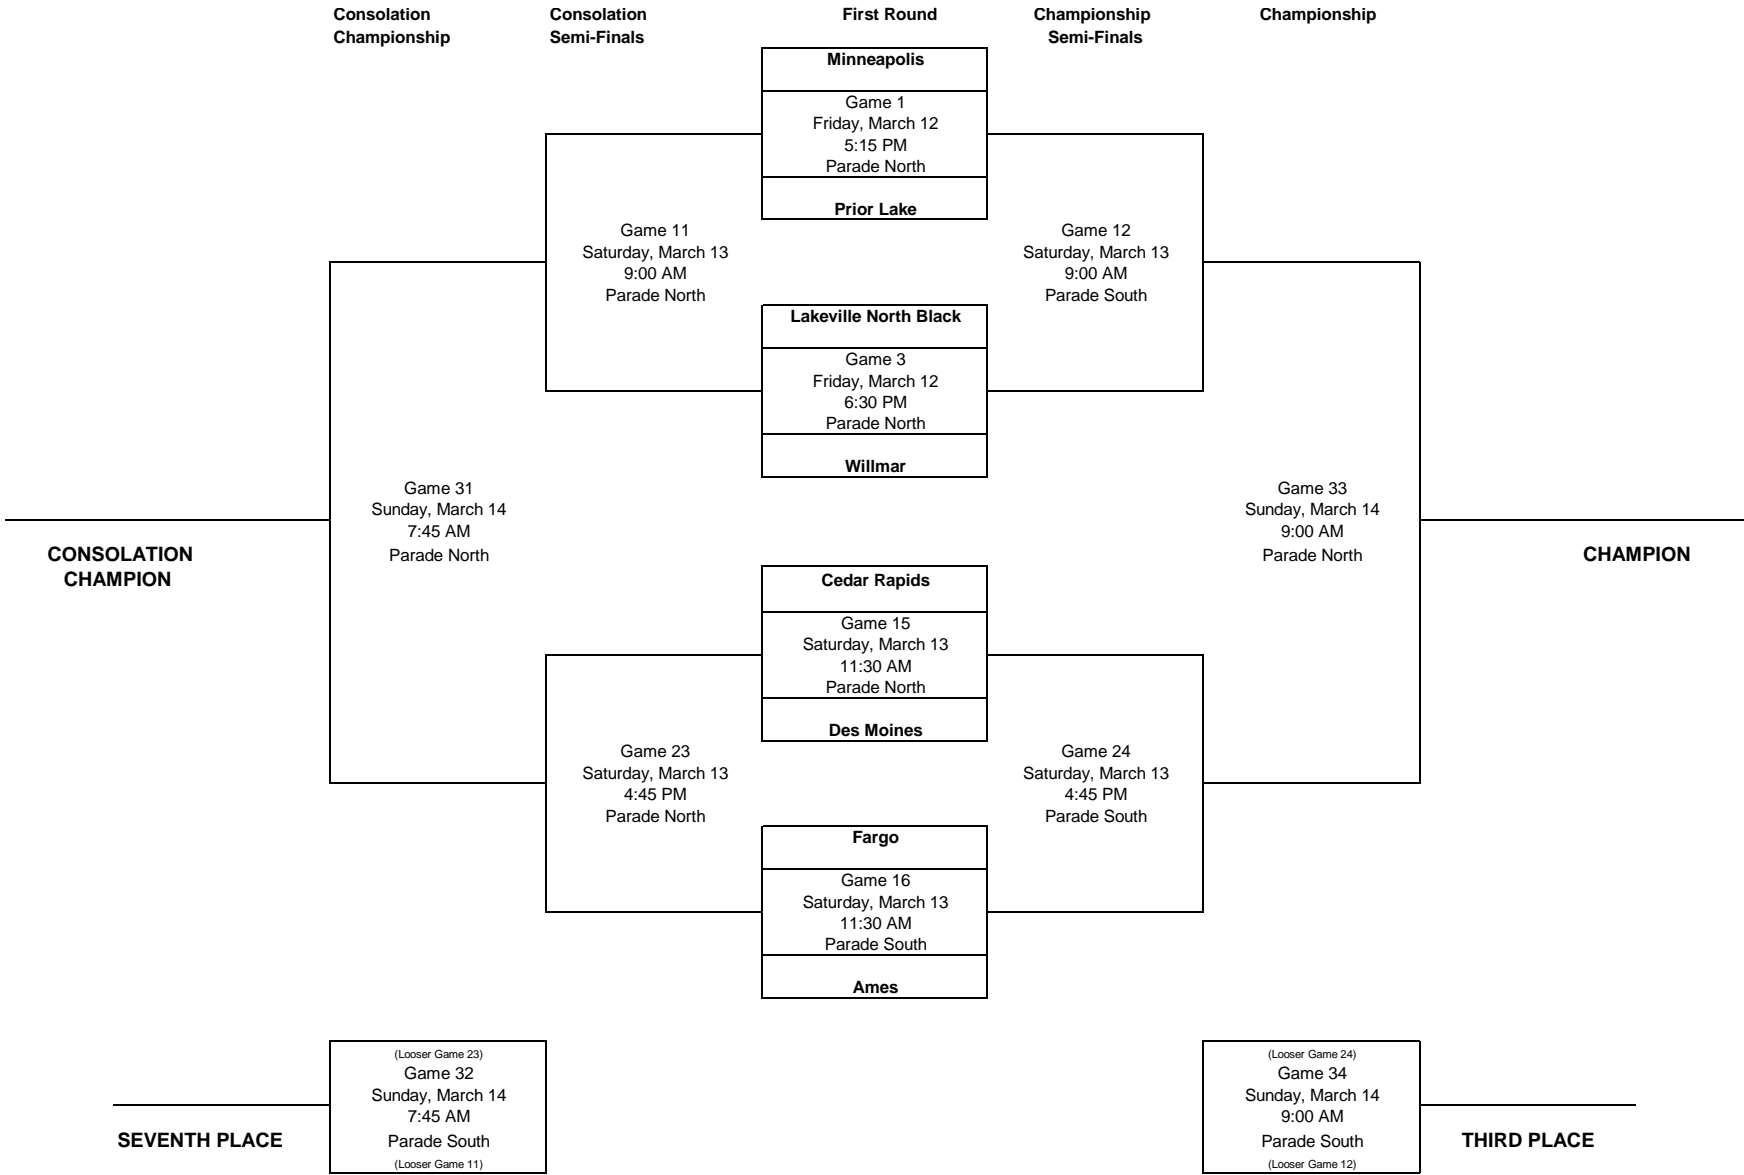 Consolation
Championship
Consolation
Semi-Finals
First Round
Championship
Semi-Finals
Championship
Minneapolis
Game 1
Friday, March 12
5:15 PM
Parade North
Prior Lake
Game 11
Saturday, March 13
9:00 AM
Parade North
Game 12
Saturday, March 13
9:00 AM
Parade South
Lakeville North Black
Game 3
Friday, March 12
6:30 PM
Parade North
Willmar
Game 31
Sunday, March 14
7:45 AM
Parade North
Game 33
Sunday, March 14
9:00 AM
Parade North
CONSOLATION
CHAMPION
CHAMPION
Cedar Rapids
Game 15
Saturday, March 13
11:30 AM
Parade North
Des Moines
Game 23
Saturday, March 13
4:45 PM
Parade North
Game 24
Saturday, March 13
4:45 PM
Parade South
Fargo
Game 16
Saturday, March 13
11:30 AM
Parade South
Ames
(Looser Game 23)
Game 32
Sunday, March 14
7:45 AM
Parade South
(Looser Game 11)
SEVENTH PLACE
(Looser Game 24)
Game 34
Sunday, March 14
9:00 AM
Parade South
(Looser Game 12)
THIRD PLACE